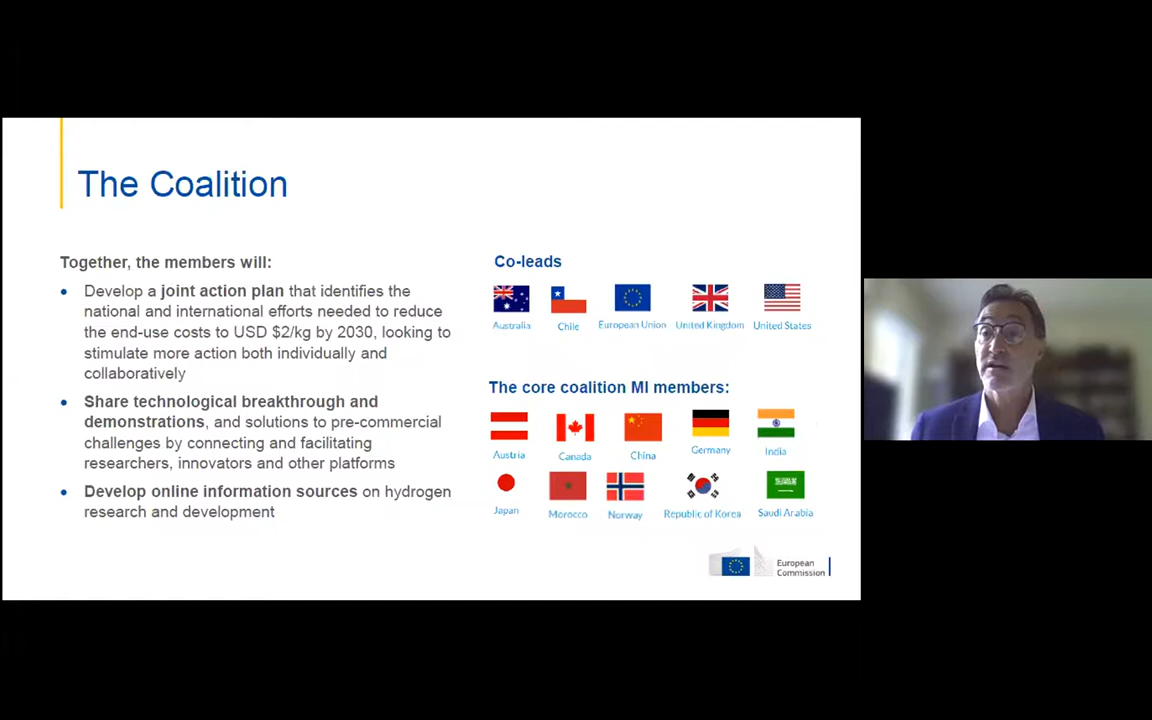 The Coalition
Together, the members will:
Develop a joint action plan that identifies the
national and international efforts needed to reduce
the end-use costs to USD $2/kg by 2030, looking to
stimulate more action both individually and
collaboratively
Share technological breakthrough and
demonstrations, and solutions to pre-commercial
challenges by connecting and facilitating
researchers, innovators and other platforms
Develop online information sources on hydrogen
research and development
Co-leads
Australia Chile European Union United Kingdom United States
The core coalition MI members:
Austria Canada China Germany India
Japan Morocco Norway Republic of Korea Saudi Arabia
European
Commission